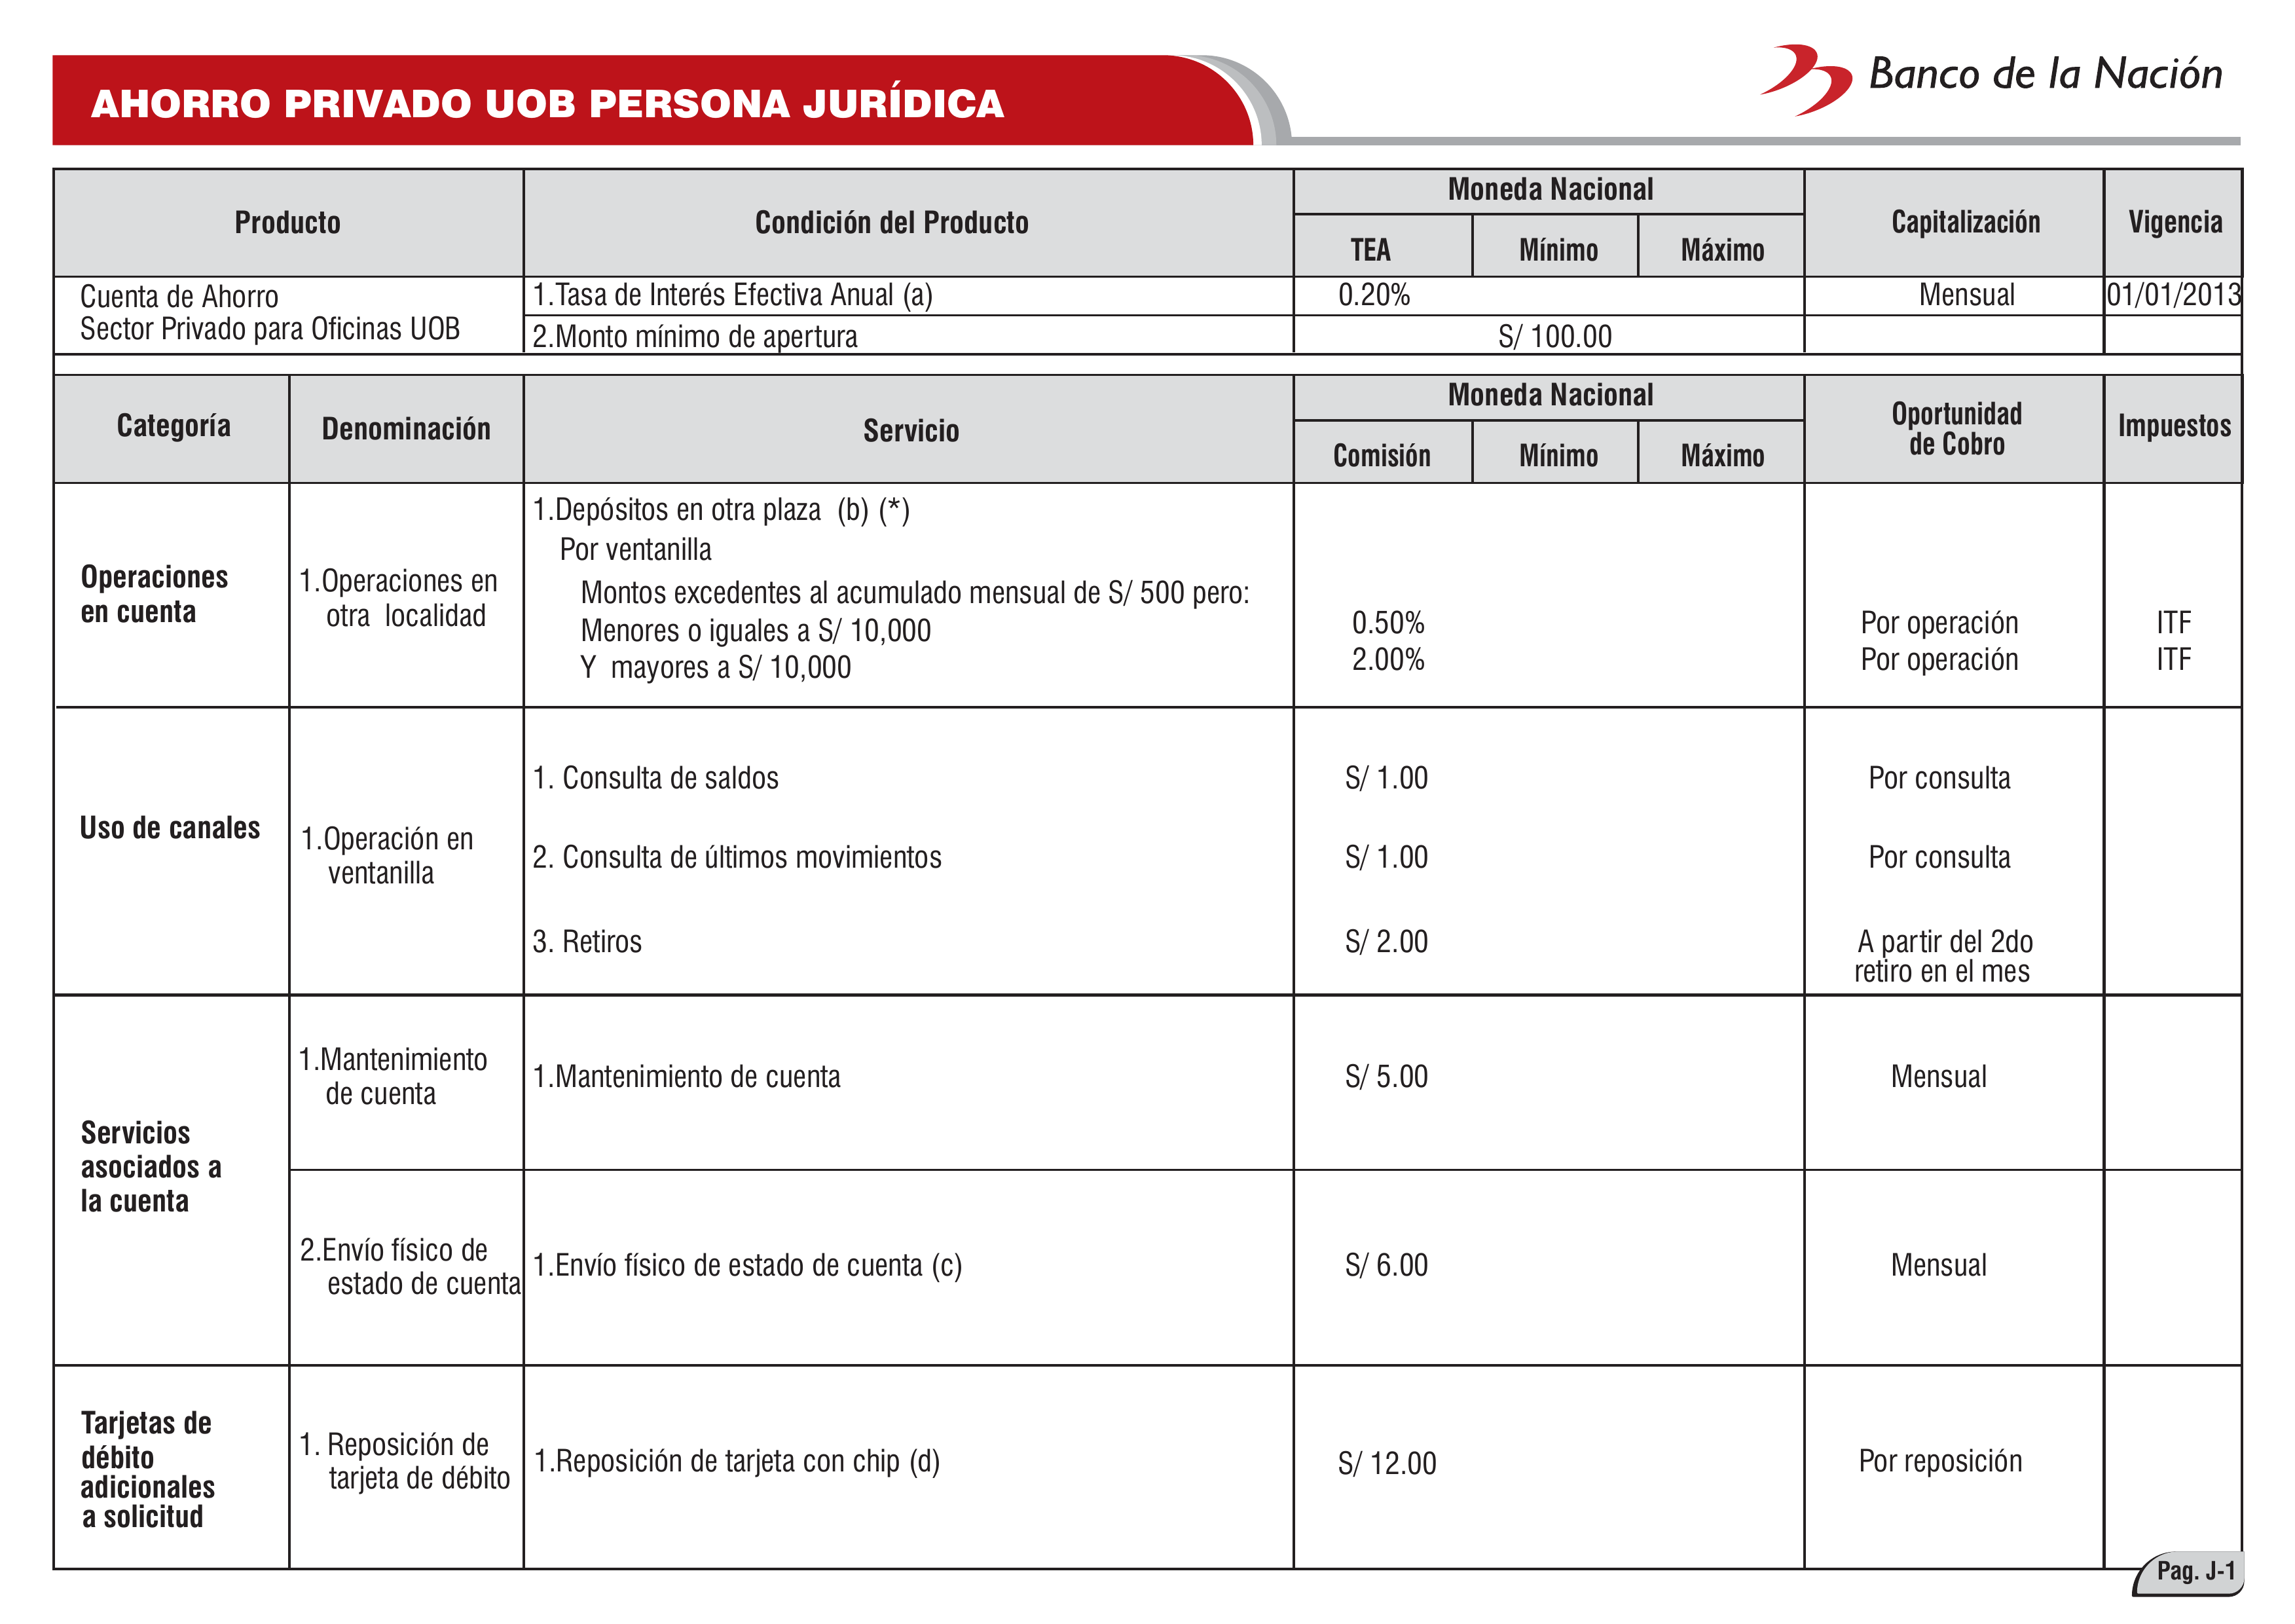 AHORRO PRIVADO UOB PERSONA JURÍDICA
Banco de la Nación
Producto
Condición del Producto
Moneda Nacional
TEA
Mínimo
Máximo
Capitalización
Vigencia
Cuenta de Ahorro
Sector Privado para Oficinas UOB
1.Tasa de Interés Efectiva Anual (a)
0.20%
Mensual
01/01/2013
2.Monto mínimo de apertura
S/ 100.00
Categoría
Denominación
Servicio
Moneda Nacional
Comisión
Mínimo
Máximo
Oportunidad
de Cobro
Impuestos
Operaciones
en cuenta
1.Operaciones en
otra localidad
1.Depósitos en otra plaza (b) (*)
Por ventanilla
Montos excedentes al acumulado mensual de S/ 500 pero:
Menores o iguales a S/ 10,000
0.50%
Por operación
ITF
Y mayores a S/ 10,000
2.00%
Por operación
ITF
Uso de canales
1.Operación en
ventanilla
1. Consulta de saldos
S/ 1.00
Por consulta
2. Consulta de últimos movimientos
S/ 1.00
Por consulta
3. Retiros
S/ 2.00
A partir del 2do
retiro en el mes
Servicios
asociados a
la cuenta
1.Mantenimiento
de cuenta
1.Mantenimiento de cuenta
S/ 5.00
Mensual
2.Envío físico de
estado de cuenta
1.Envío físico de estado de cuenta (c)
S/ 6.00
Mensual
Tarjetas de
débito
adicionales
a solicitud
1. Reposición de
tarjeta de débito
1.Reposición de tarjeta con chip (d)
S/ 12.00
Por reposición
Pag. J-1